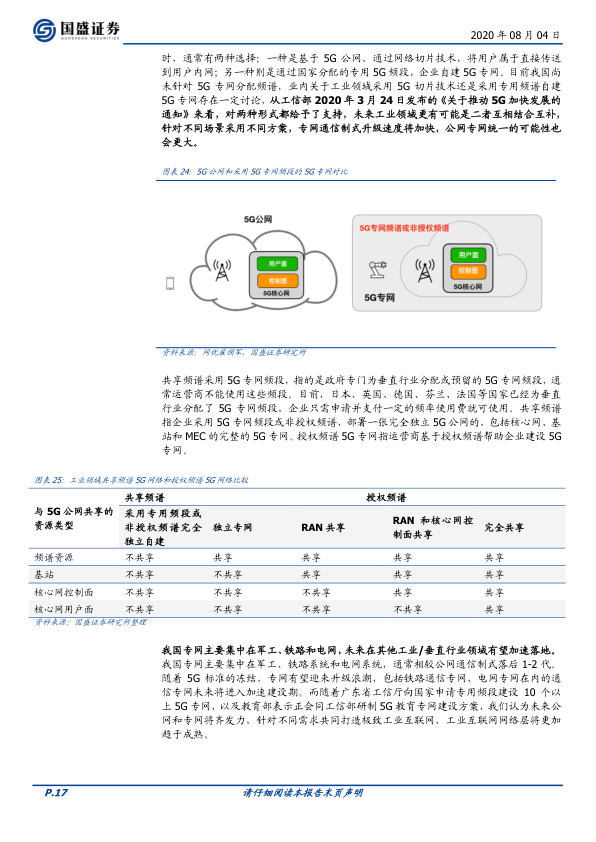 国盛证券
GUOSHENG SECURITIES
2020 年 08 月 04 日
时，通常有两种选择：一种是基于 5G 公网，通过网络切片技术，将用户属于直接传送
到用户内网；另一种则是通过国家分配的专用 5G 频段，企业自建 5G 专网。目前我国尚
未针对 5G 专网分配频谱，业内关于工业领域采用 5G 切片技术还是采用专用频谱自建
5G 专网存在一定讨论，从工信部 2020 年 3 月 24 日发布的《关于推动 5G 加快发展的
通知》来看，对两种形式都给予了支持，未来工业领域更有可能是二者互相结合互补，
针对不同场景采用不同方案，专网通信制式升级速度将加快，公网专网统一的可能性也
会更大。
图表 24：5G 公网和采用 5G 专网频段的 5G 专网对比
5G公网
用户面
控制面
5G核心网
5G专网频谱或非授权频谱
用户面
控制面
5G核心网
5G专网
资料来源：网优雇佣军，国盛证券研究所
共享频谱采用 5G 专网频段，指的是政府专门为垂直行业分配或预留的 5G 专网频段，通
常运营商不能使用这些频段。目前，日本、英国、德国、芬兰、法国等国家已经为垂直
行业分配了 5G 专网频段，企业只需申请并支付一定的频率使用费就可使用。共享频谱
指企业采用 5G 专网频段或非授权频谱，部署一张完全独立 5G 公网的，包括核心网、基
站和 MEC 的完整的 5G 专网。授权频谱 5G 专网指运营商基于授权频谱帮助企业建设 5G
专网。
图表 25：工业领域共享频谱 5G 网络和授权频谱 5G 网络比较
与 5G 公网共享的资源类型 共享频谱 授权频谱
采用专用频段或非授权频谱完全独立自建 独立专网 RAN 共享 RAN 和核心网控制面共享 完全共享
频谱资源 不共享 共享 共享 共享 共享
基站 不共享 不共享 共享 共享 共享
核心网控制面 不共享 不共享 不共享 共享 共享
核心网用户面 不共享 不共享 不共享 不共享 共享
资料来源：国盛证券研究所整理
我国专网主要集中在军工、铁路和电网，未来在其他工业/垂直行业领域有望加速落地。
我国专网主要集中在军工、铁路系统和电网系统，通常相较公网通信制式落后 1-2 代。
随着 5G 标准的冻结，专网有望迎来升级浪潮，包括铁路通信专网，电网专网在内的通
信专网未来将进入加速建设期。而随着广东省工信厅向国家申请专用频段建设 10 个以
上 5G 专网，以及教育部表示正会同工信部研制 5G 教育专网建设方案，我们认为未来公
网和专网将齐发力，针对不同需求共同打造极致工业互联网，工业互联网网络层将更加
趋于成熟。
P.17
请仔细阅读本报告末页声明